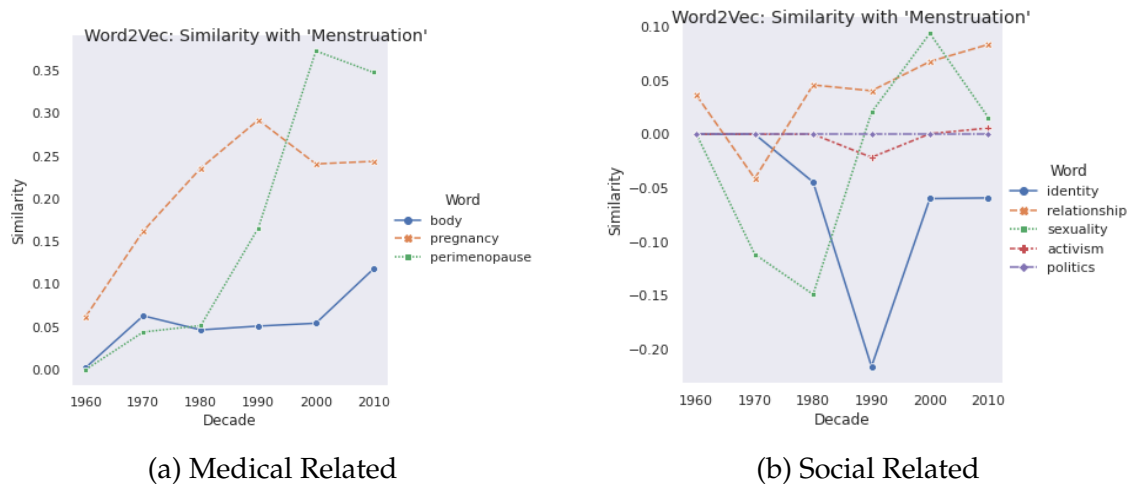 Word2Vec: Similarity with 'Menstruation'
0.35
0.30
0.25
0.20
0.15
0.10
0.05
0.00
Similarity
1960 1970 1980 1990 2000 2010
Decade
Word
body
pregnancy
perimenopause
(a) Medical Related
Word2Vec: Similarity with 'Menstruation'
0.10
0.05
0.00
−0.05
−0.10
−0.15
−0.20
Similarity
1960 1970 1980 1990 2000 2010
Decade
Word
identity
relationship
sexuality
activism
politics
(b) Social Related